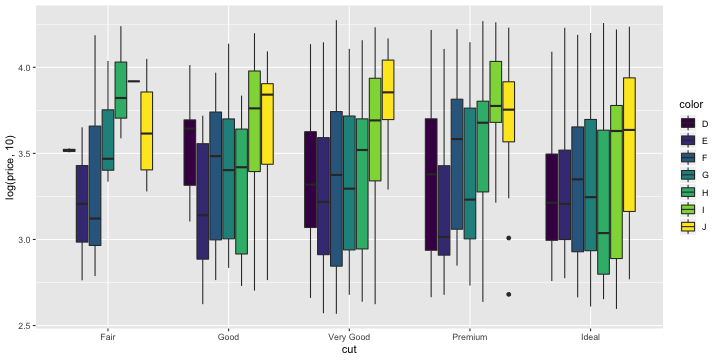 log(price, 10)
4.0
3.5
3.0
2.5
Fair Good Very Good Premium Ideal
cut
color
D
E
F
G
H
I
J